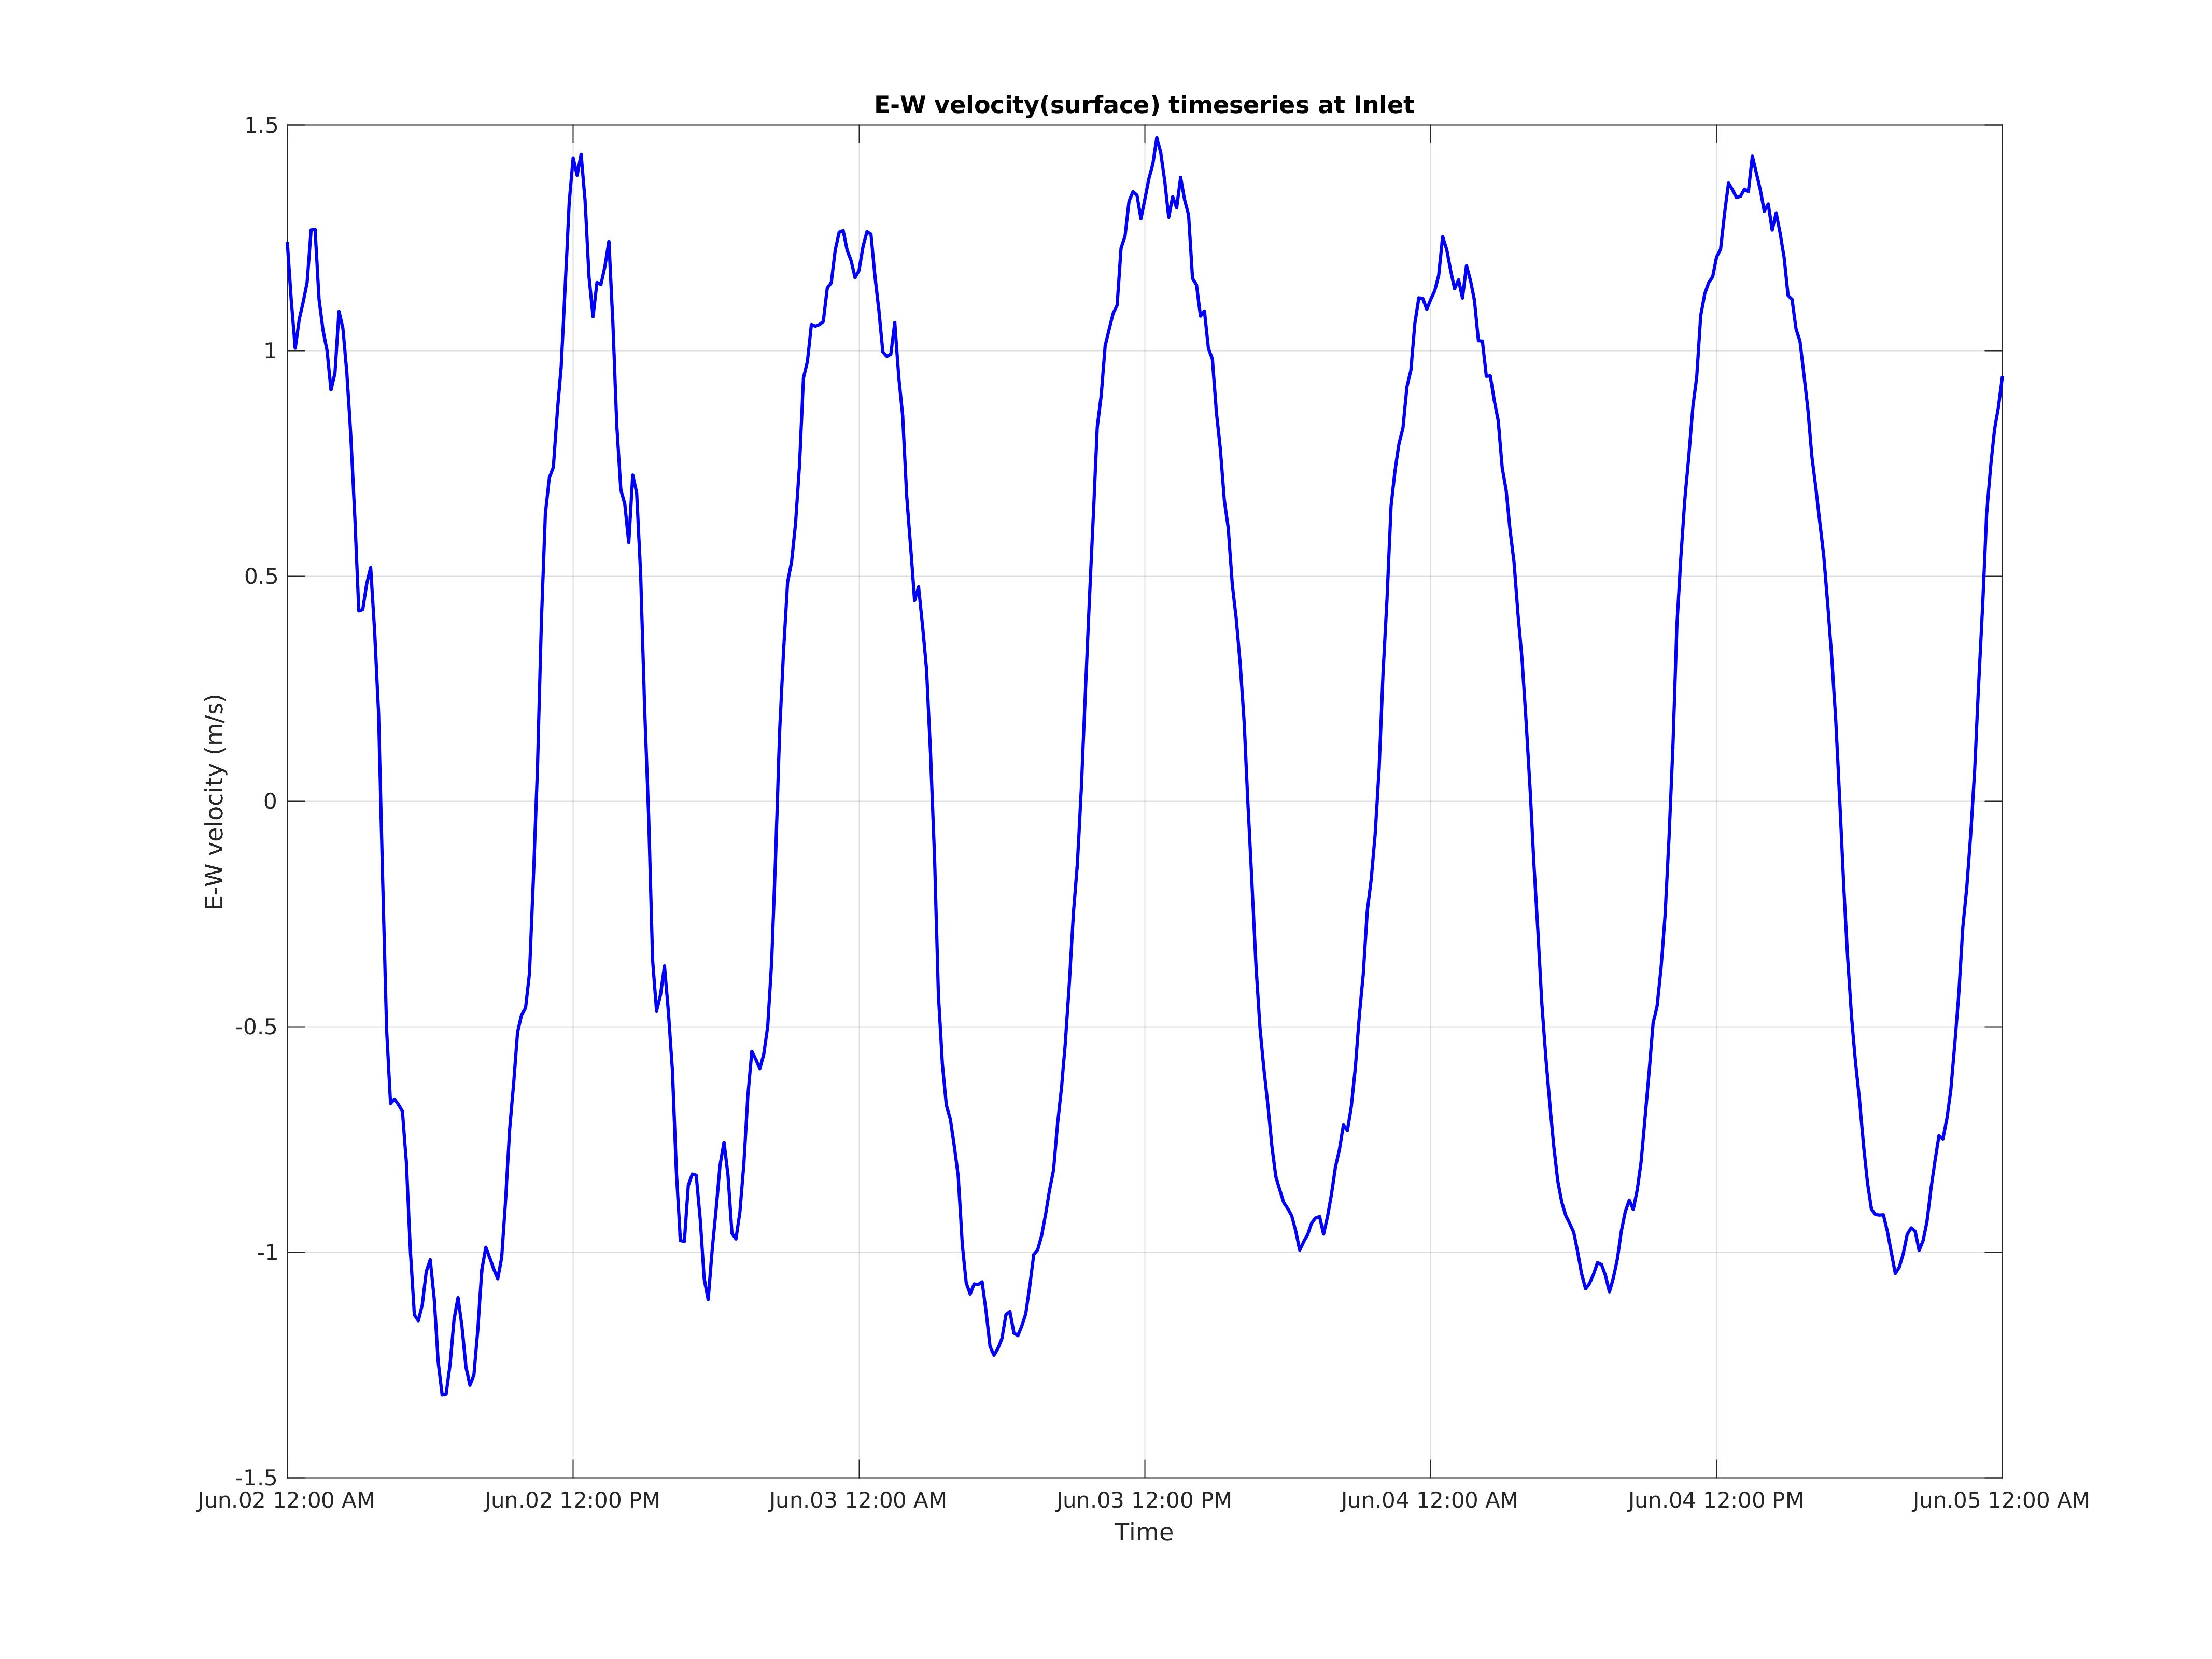 E-W velocity(surface) timeseries at Inlet
1.5
1
0.5
0
-0.5
-1
-1.5
E-W velocity (m/s)
Jun.02 12:00 AM
Jun.02 12:00 PM
Jun.03 12:00 AM
Jun.03 12:00 PM
Jun.04 12:00 AM
Jun.04 12:00 PM
Jun.05 12:00 AM
Time